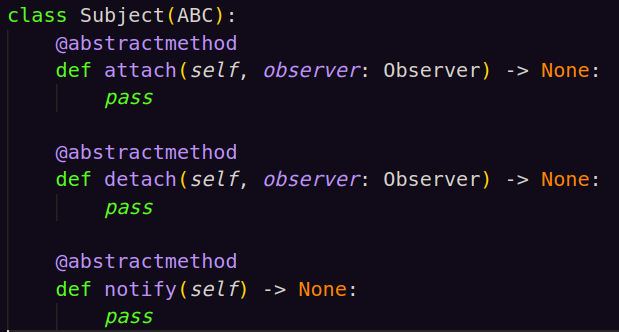 class Subject(ABC):
    @abstractmethod
    def attach(self, observer: Observer) -> None:
        pass

    @abstractmethod
    def detach(self, observer: Observer) -> None:
        pass

    @abstractmethod
    def notify(self) -> None:
        pass